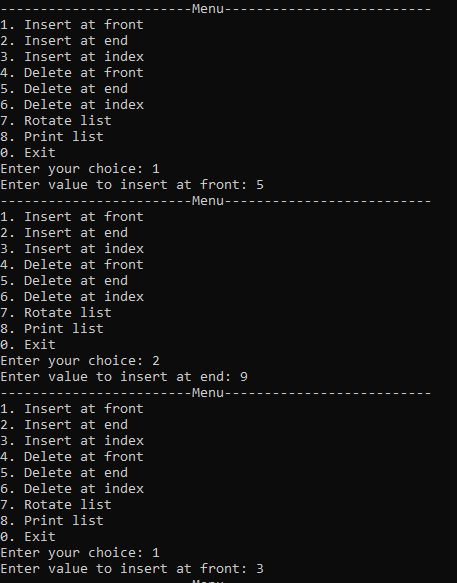 ------------------------Menu--------------------------
1. Insert at front
2. Insert at end
3. Insert at index
4. Delete at front
5. Delete at end
6. Delete at index
7. Rotate list
8. Print list
0. Exit
Enter your choice: 1
Enter value to insert at front: 5
------------------------Menu--------------------------
1. Insert at front
2. Insert at end
3. Insert at index
4. Delete at front
5. Delete at end
6. Delete at index
7. Rotate list
8. Print list
0. Exit
Enter your choice: 2
Enter value to insert at end: 9
------------------------Menu--------------------------
1. Insert at front
2. Insert at end
3. Insert at index
4. Delete at front
5. Delete at end
6. Delete at index
7. Rotate list
8. Print list
0. Exit
Enter your choice: 1
Enter value to insert at front: 3